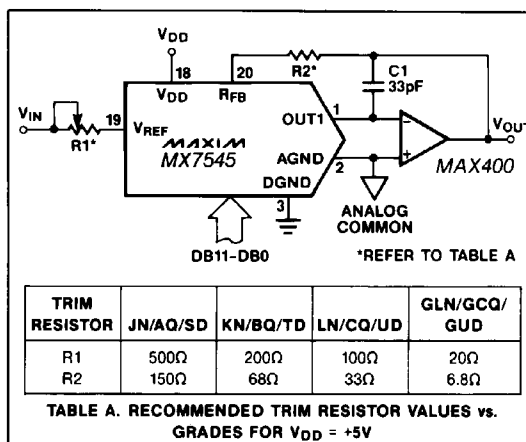 VDD
18
20
R2*
C1
33pF
VDD
RFB
VIN
R1*
19
VREF
MAXIM
MX7545
OUT1
1
AGND
2
DGND
3
−
+
VOUT
MAX400
ANALOG
COMMON
DB11-DB0
*REFER TO TABLE A
TRIM RESISTOR JN/AQ/SD KN/BQ/TD LN/CQ/UD GLN/GCQ/GUD
R1 500Ω 200Ω 100Ω 20Ω
R2 150Ω 68Ω 33Ω 6.8Ω
TABLE A. RECOMMENDED TRIM RESISTOR VALUES vs.
GRADES FOR VDD = +5V